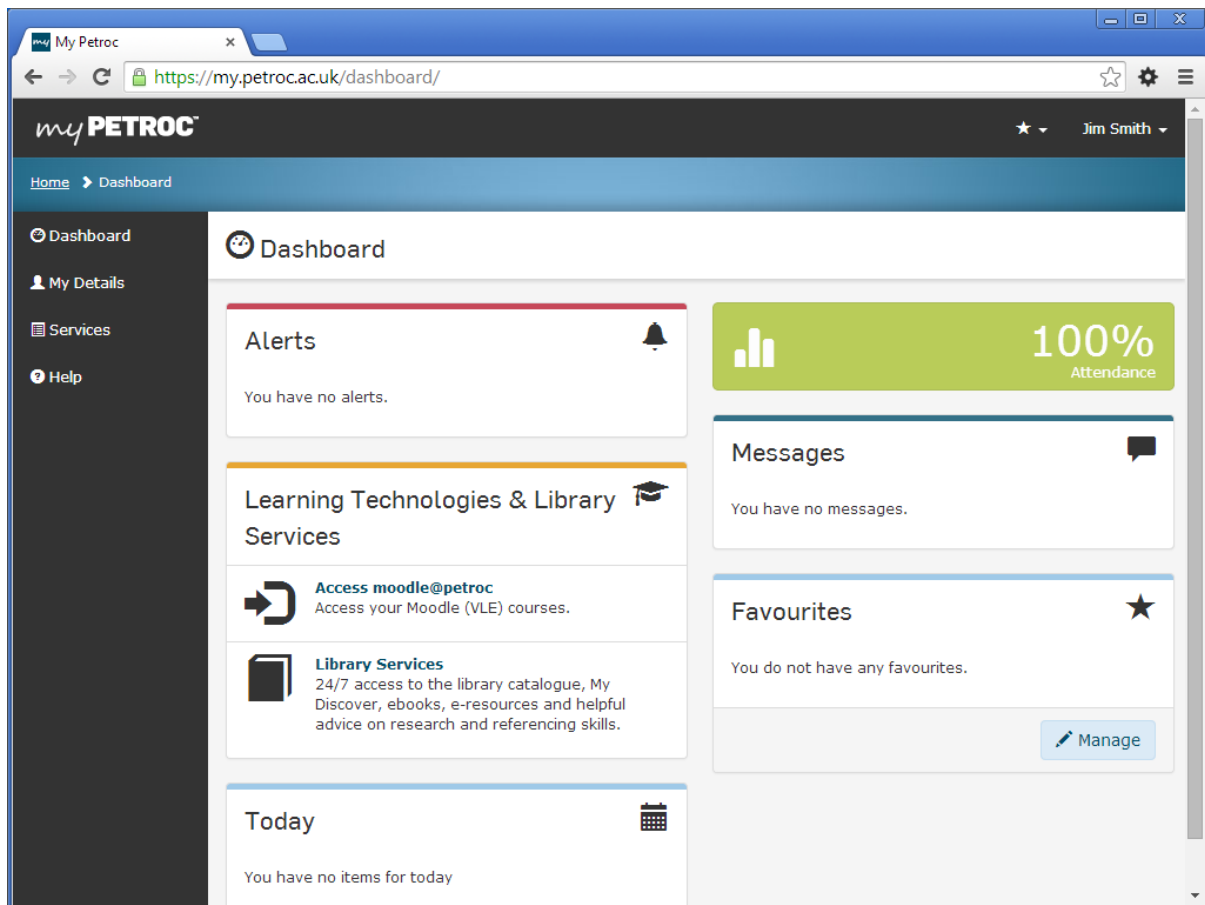 My Petroc
https://my.petroc.ac.uk/dashboard/
my PETROC™
Jim Smith
Home Dashboard
Dashboard
My Details
Services
Help
Dashboard
Alerts
You have no alerts.
Learning Technologies & Library
Services
Access moodle@petroc
Access your Moodle (VLE) courses.
Library Services
24/7 access to the library catalogue, My
Discover, ebooks, e-resources and helpful
advice on research and referencing skills.
Today
You have no items for today
100%
Attendance
Messages
You have no messages.
Favourites
You do not have any favourites.
Manage